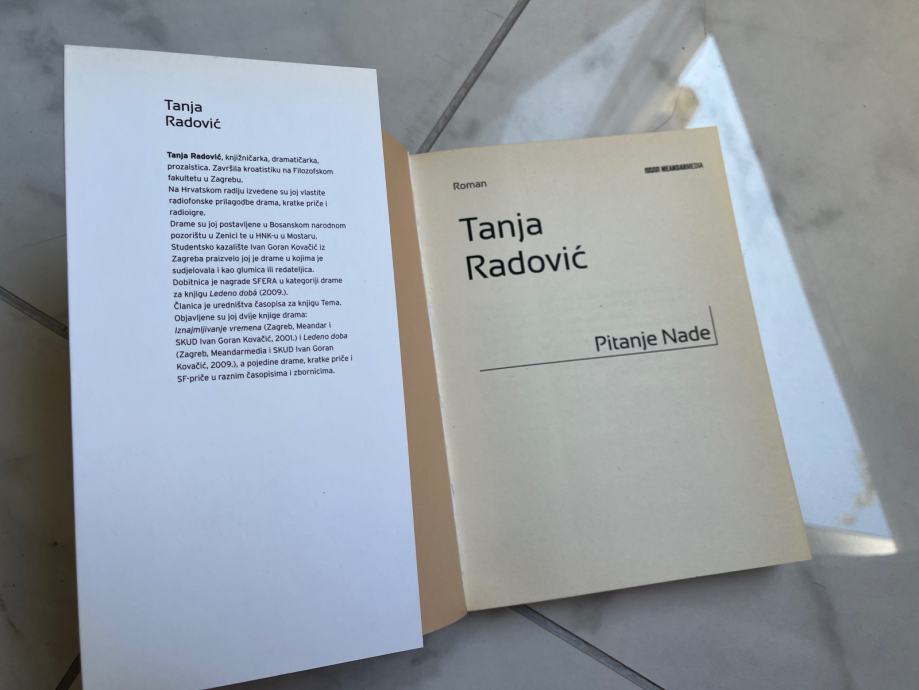 Tanja
Radović
Tanja Radović, knjižničarka, dramatičarka,
prozaistica. Završila kroatistiku na Filozofskom
fakultetu u Zagrebu.
Na Hrvatskom radiju izvedene su joj vlastite
radiofonske prilagodbe drama, kratke priče i
radioigre.
Drame su joj postavljene u Bosanskom narodnom
pozorištu u Zenici te u HNK-u u Mostaru.
Studentsko kazalište Ivan Goran Kovačić iz
Zagreba praizvelo joj je drame u kojima je
sudjelovala i kao glumica ili redateljica.
Dobitnica je nagrade SFERA u kategoriji drame
za knjigu Ledeno doba (2009.).
Članica je uredništva časopisa za knjigu Tema.
Objavljene su joj dvije knjige drama:
Iznajmljivanje vremena (Zagreb, Meandar i
SKUD Ivan Goran Kovačić, 2001.) i Ledeno doba
(Zagreb, Meandarmedia i SKUD Ivan Goran
Kovačić, 2009.), a pojedine drame, kratke priče i
SF-priče u raznim časopisima i zbornicima.
Roman
MEANDARMEDIA
Tanja
Radović
Pitanje Nade